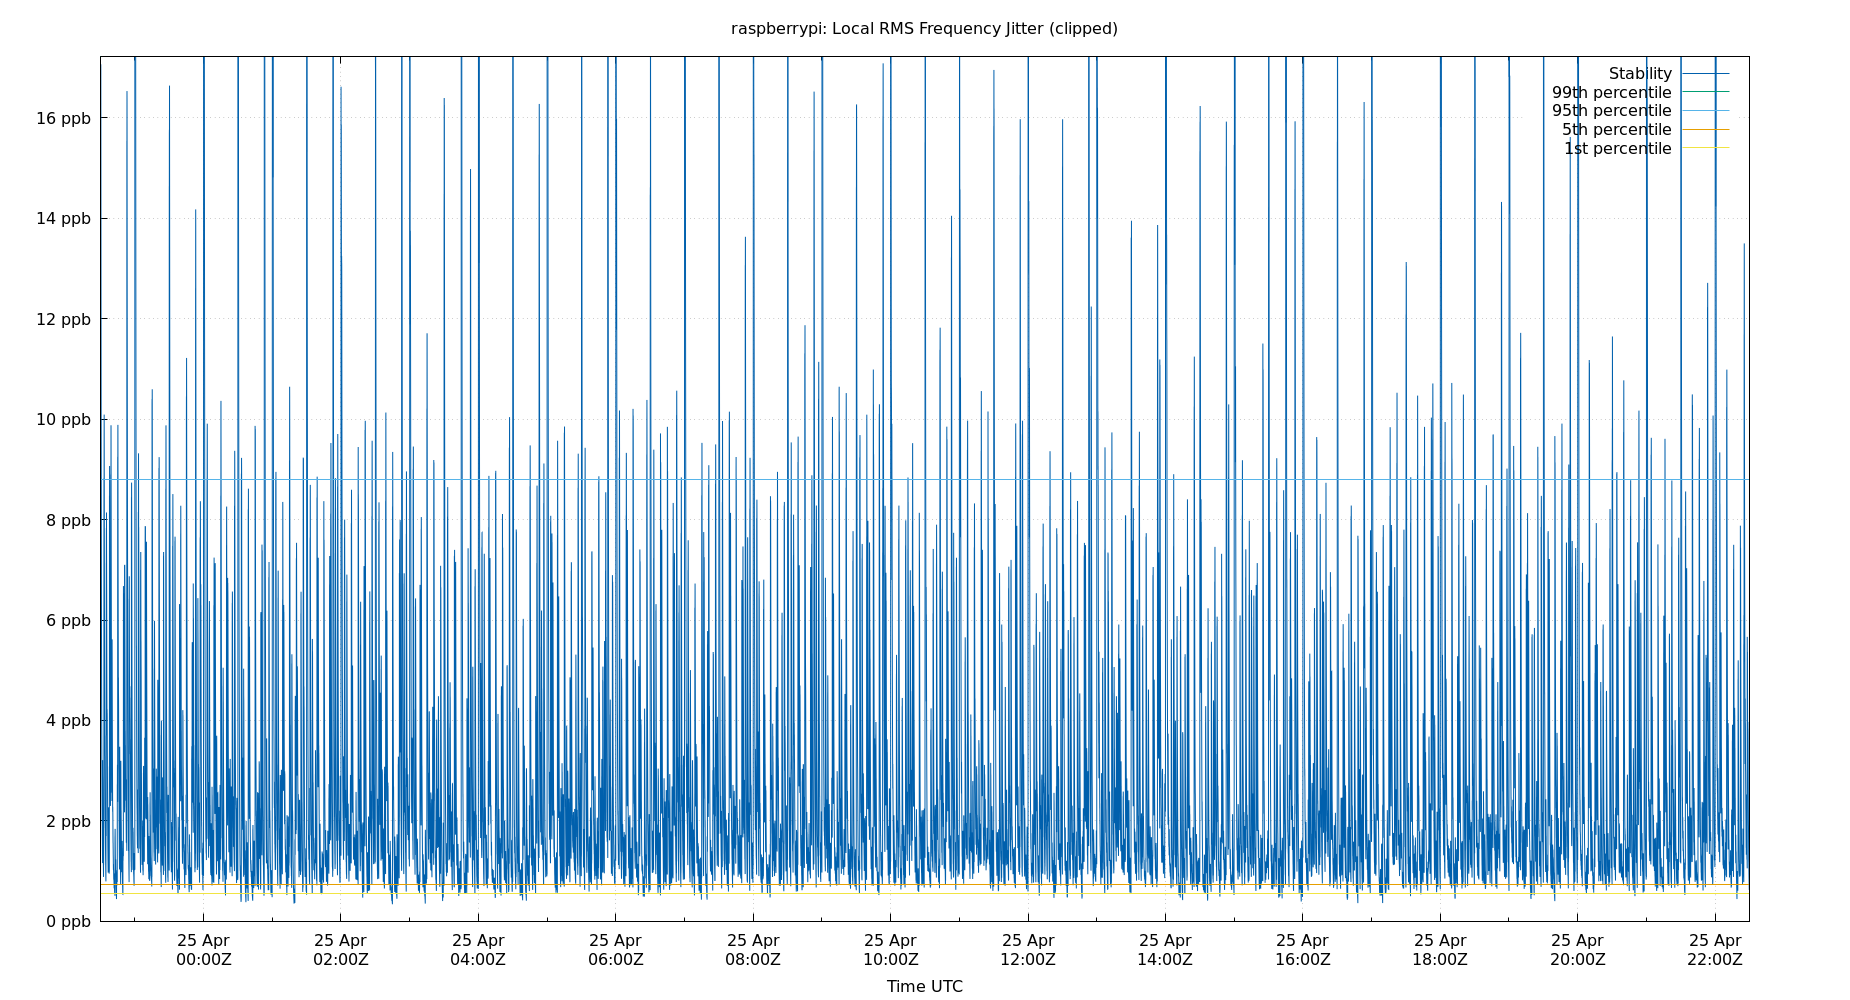 raspberrypi: Local RMS Frequency Jitter (clipped)
Stability
99th percentile
95th percentile
5th percentile
1st percentile
16 ppb
14 ppb
12 ppb
10 ppb
8 ppb
6 ppb
4 ppb
2 ppb
0 ppb
25 Apr 25 Apr 25 Apr 25 Apr 25 Apr 25 Apr 25 Apr 25 Apr 25 Apr 25 Apr 25 Apr 25 Apr
00:00Z 02:00Z 04:00Z 06:00Z 08:00Z 10:00Z 12:00Z 14:00Z 16:00Z 18:00Z 20:00Z 22:00Z
Time UTC